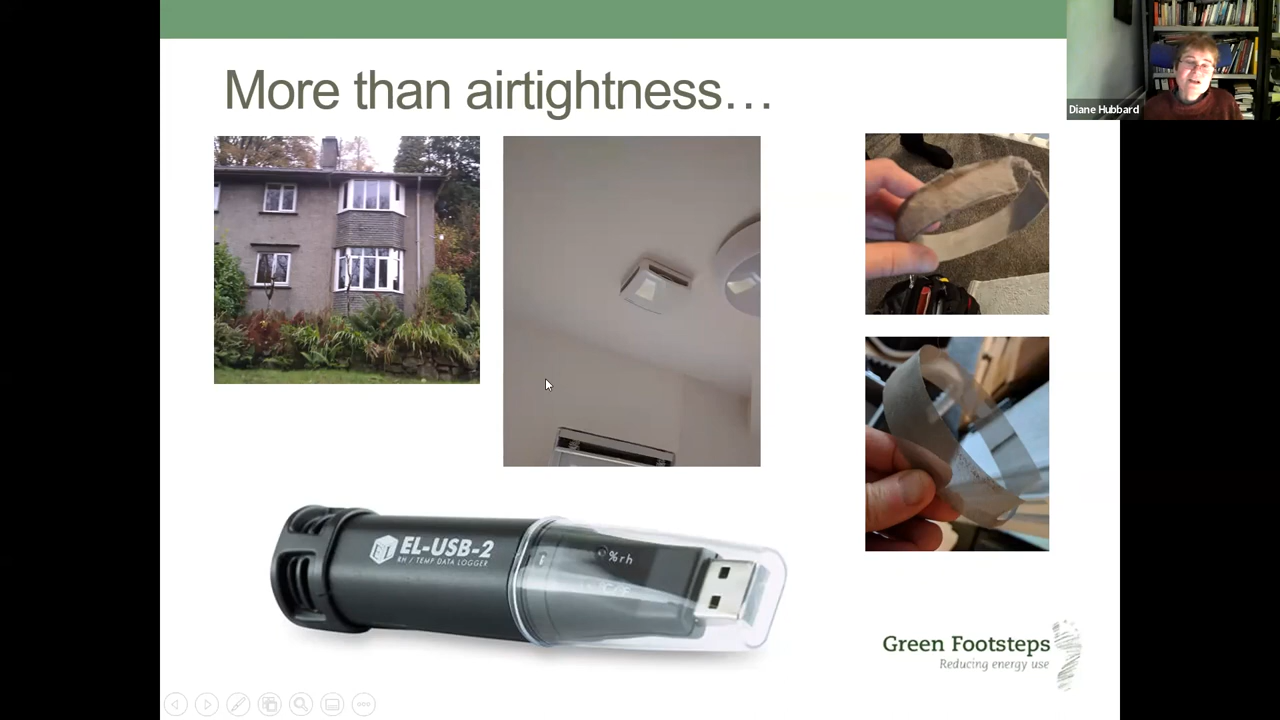 More than airtightness…
Diane Hubbard
EL-USB-2
RH / TEMP DATA LOGGER
%rh
Green Footsteps
Reducing energy use